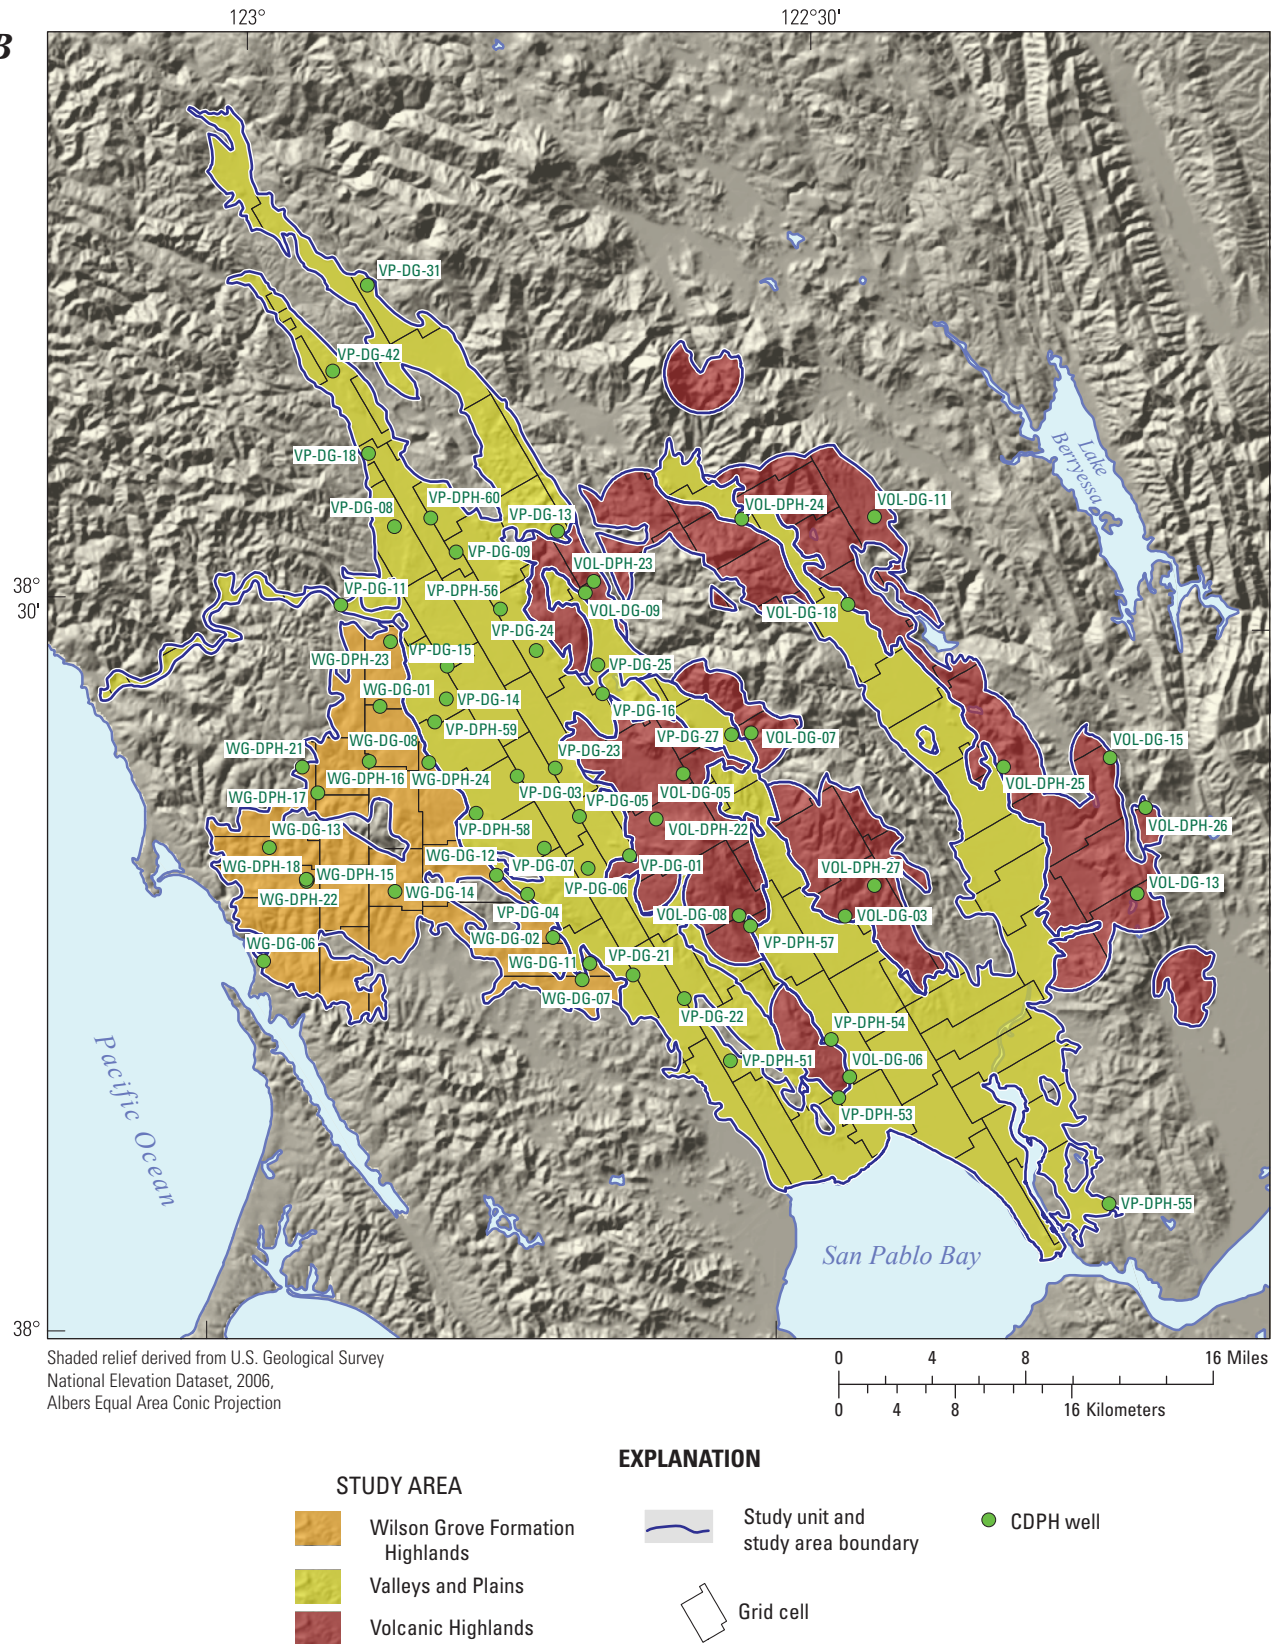 B
123°
122°30'
VP-DG-31
VP-DG-42
VP-DG-18
VP-DPH-60
VP-DG-08
VP-DG-13
VOL-DPH-24
VOL-DG-11
Lake
Berryessa
VP-DG-09
VOL-DPH-23
38°
30'
VP-DG-11
VP-DPH-56
VOL-DG-09
VOL-DG-18
VP-DG-24
WG-DPH-23
VP-DG-15
VP-DG-25
WG-DG-01
VP-DG-14
VP-DG-16
VP-DPH-59
VP-DG-27
VOL-DG-07
WG-DPH-21
WG-DG-08
VP-DG-23
VOL-DG-15
WG-DPH-16
WG-DPH-24
VOL-DPH-25
WG-DPH-17
VP-DG-03
VOL-DG-05
VP-DG-05
VOL-DPH-26
WG-DG-13
VP-DPH-58
VOL-DPH-22
WG-DPH-18
WG-DG-12
VP-DG-07
VP-DG-01
VOL-DPH-27
WG-DPH-15
VP-DG-06
VOL-DG-13
WG-DPH-22
WG-DG-14
VP-DG-04
VOL-DG-08
VOL-DG-03
WG-DG-06
WG-DG-02
VP-DPH-57
WG-DG-11
VP-DG-21
WG-DG-07
VP-DG-22
VP-DPH-54
VP-DPH-51
VOL-DG-06
VP-DPH-53
Pacific Ocean
VP-DPH-55
San Pablo Bay
38°
Shaded relief derived from U.S. Geological Survey
National Elevation Dataset, 2006,
Albers Equal Area Conic Projection
0 4 8 16 Miles
0 4 8 16 Kilometers
EXPLANATION
STUDY AREA
Wilson Grove Formation
Highlands
Valleys and Plains
Volcanic Highlands
Study unit and
study area boundary
Grid cell
CDPH well